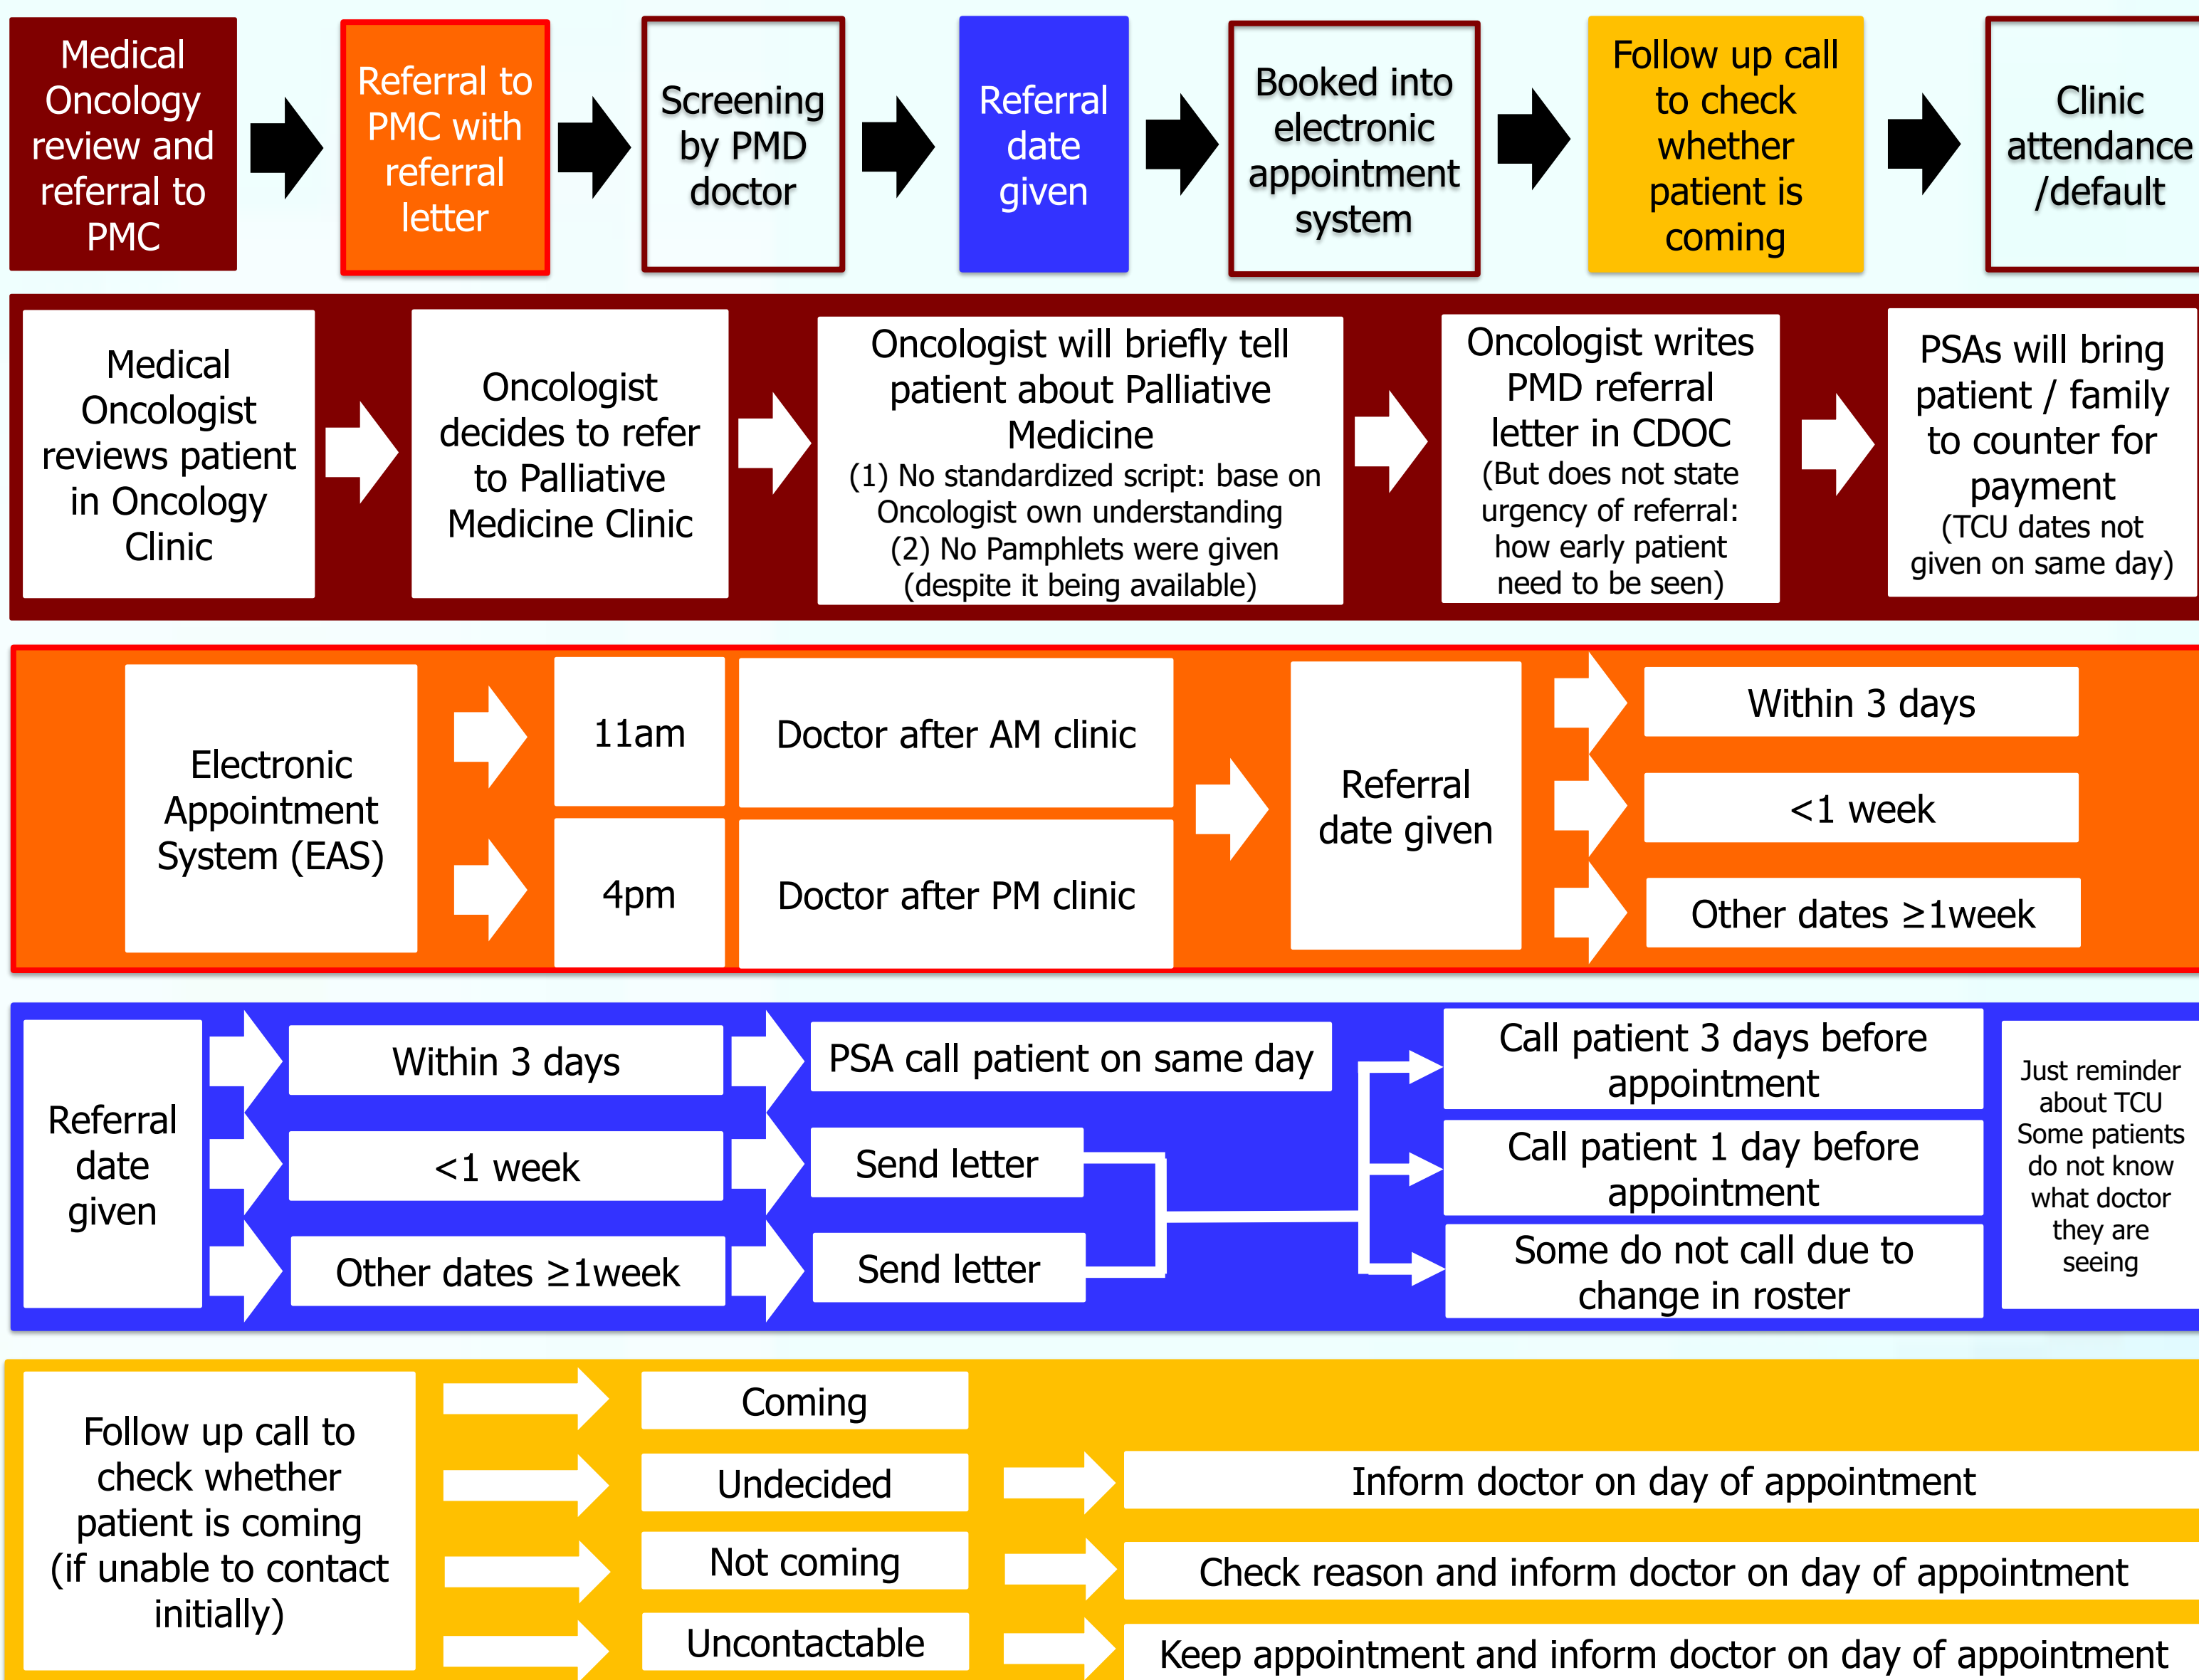 Medical
Oncology
review and
referral to
PMC
Referral to
PMC with
referral
letter
Screening
by PMD
doctor
Referral
date
given
Booked into
electronic
appointment
system
Follow up call
to check
whether
patient is
coming
Clinic
attendance
/default
Medical
Oncologist
reviews patient
in Oncology
Clinic
Oncologist
decides to refer
to Palliative
Medicine Clinic
Oncologist will briefly tell
patient about Palliative
Medicine
(1) No standardized script: base on
Oncologist own understanding
(2) No Pamphlets were given
(despite it being available)
Oncologist writes
PMD referral
letter in CDOC
(But does not state
urgency of referral:
how early patient
need to be seen)
PSAs will bring
patient / family
to counter for
payment
(TCU dates not
given on same day)
Electronic
Appointment
System (EAS)
11am
Doctor after AM clinic
4pm
Doctor after PM clinic
Referral
date given
Within 3 days
<1 week
Other dates ≥1week
Referral
date
given
Within 3 days
<1 week
Other dates ≥1week
PSA call patient on same day
Send letter
Send letter
Call patient 3 days before
appointment
Call patient 1 day before
appointment
Some do not call due to
change in roster
Just reminder
about TCU
Some patients
do not know
what doctor
they are
seeing
Follow up call to
check whether
patient is coming
(if unable to contact
initially)
Coming
Undecided
Inform doctor on day of appointment
Not coming
Check reason and inform doctor on day of appointment
Uncontactable
Keep appointment and inform doctor on day of appointment